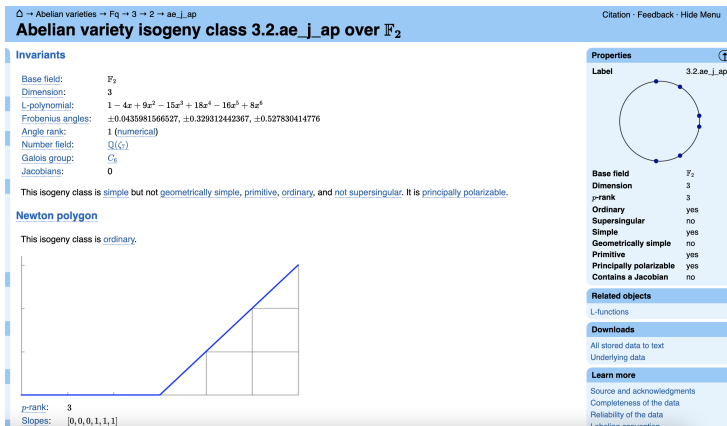 ⌂ → Abelian varieties → Fq → 3 → 2 → ae_j_ap
Citation · Feedback · Hide Menu
Abelian variety isogeny class 3.2.ae_j_ap over 𝔽₂
Invariants
Base field: 𝔽₂
Dimension: 3
L-polynomial: 1 − 4x + 9x² − 15x³ + 18x⁴ − 16x⁵ + 8x⁶
Frobenius angles: ±0.0435981566527, ±0.329312442367, ±0.527830414776
Angle rank: 1 (numerical)
Number field: ℚ(ζ₇)
Galois group: C₆
Jacobians: 0
This isogeny class is simple but not geometrically simple, primitive, ordinary, and not supersingular. It is principally polarizable.
Newton polygon
This isogeny class is ordinary.
p-rank: 3
Slopes: [0, 0, 0, 1, 1, 1]
Properties
Label 3.2.ae_j_ap
Base field 𝔽₂
Dimension 3
p-rank 3
Ordinary yes
Supersingular no
Simple yes
Geometrically simple no
Primitive yes
Principally polarizable yes
Contains a Jacobian no
Related objects
L-functions
Downloads
All stored data to text
Underlying data
Learn more
Source and acknowledgments
Completeness of the data
Reliability of the data